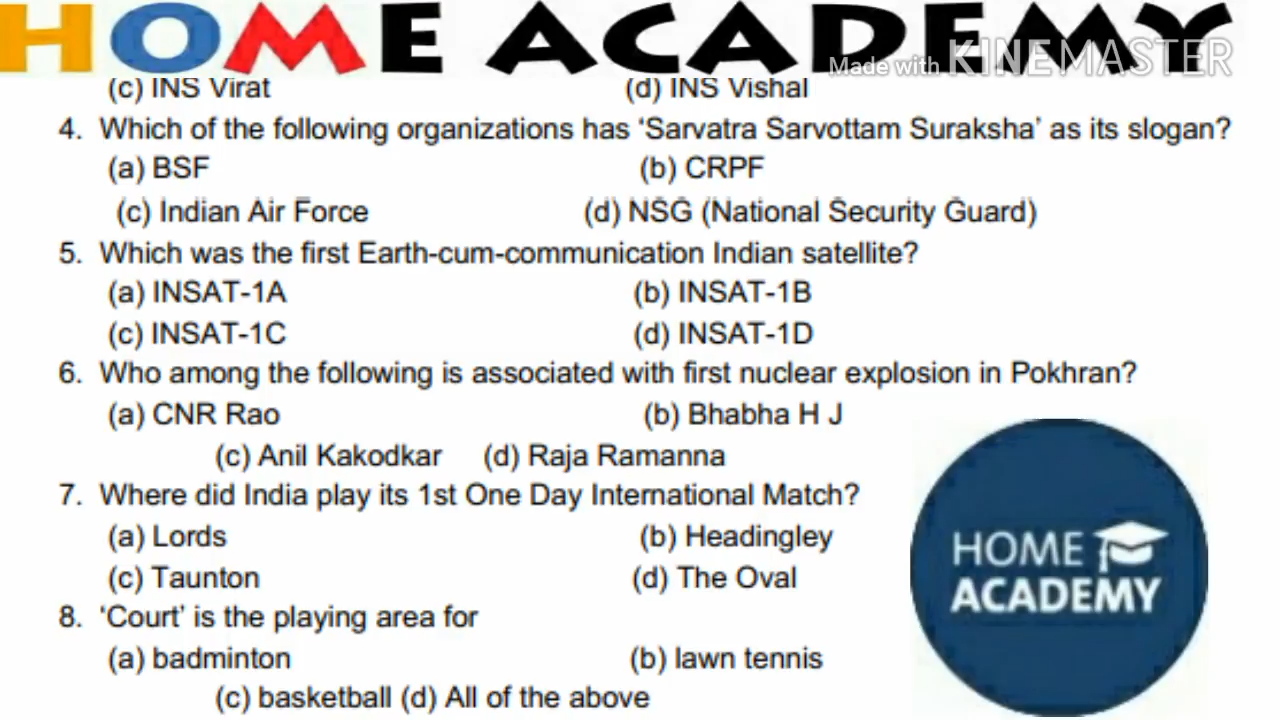 HOME ACADEMY
Made with KINEMASTER
(c) INS Virat (d) INS Vishal
4. Which of the following organizations has ‘Sarvatra Sarvottam Suraksha’ as its slogan?
(a) BSF (b) CRPF
(c) Indian Air Force (d) NSG (National Security Guard)
5. Which was the first Earth-cum-communication Indian satellite?
(a) INSAT-1A (b) INSAT-1B
(c) INSAT-1C (d) INSAT-1D
6. Who among the following is associated with first nuclear explosion in Pokhran?
(a) CNR Rao (b) Bhabha H J
(c) Anil Kakodkar (d) Raja Ramanna
7. Where did India play its 1st One Day International Match?
(a) Lords (b) Headingley
(c) Taunton (d) The Oval
8. ‘Court’ is the playing area for
(a) badminton (b) lawn tennis
(c) basketball (d) All of the above
HOME
ACADEMY